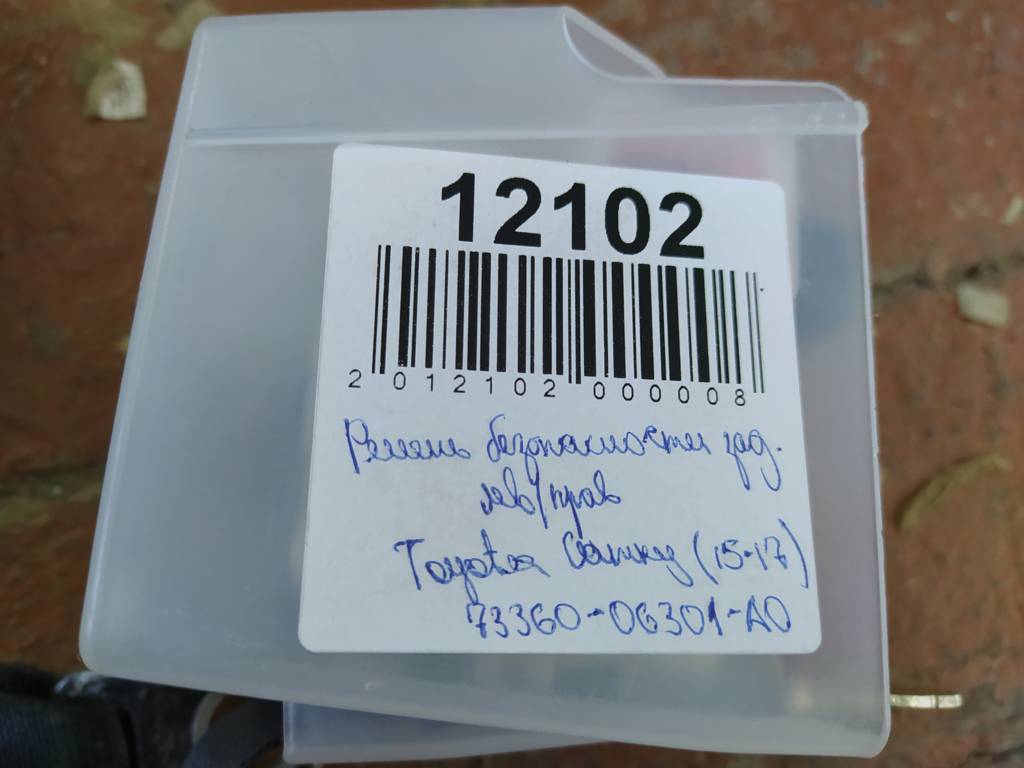 12102
2 012102 000008
Ремень безопасности зад.
лев/прав
Toyota Camry (15-17)
73360-06301-A0